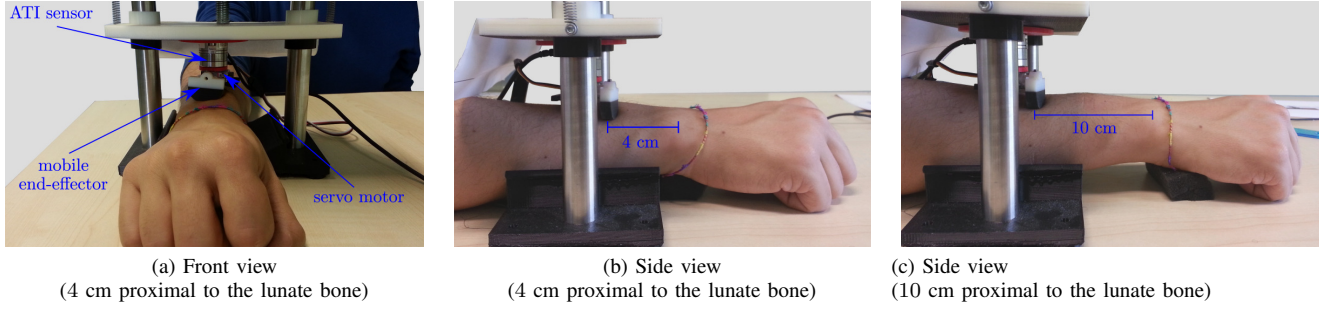 ATI sensor
mobile
end-effector
servo motor
4 cm
10 cm
(a) Front view
(4 cm proximal to the lunate bone)
(b) Side view
(4 cm proximal to the lunate bone)
(c) Side view
(10 cm proximal to the lunate bone)